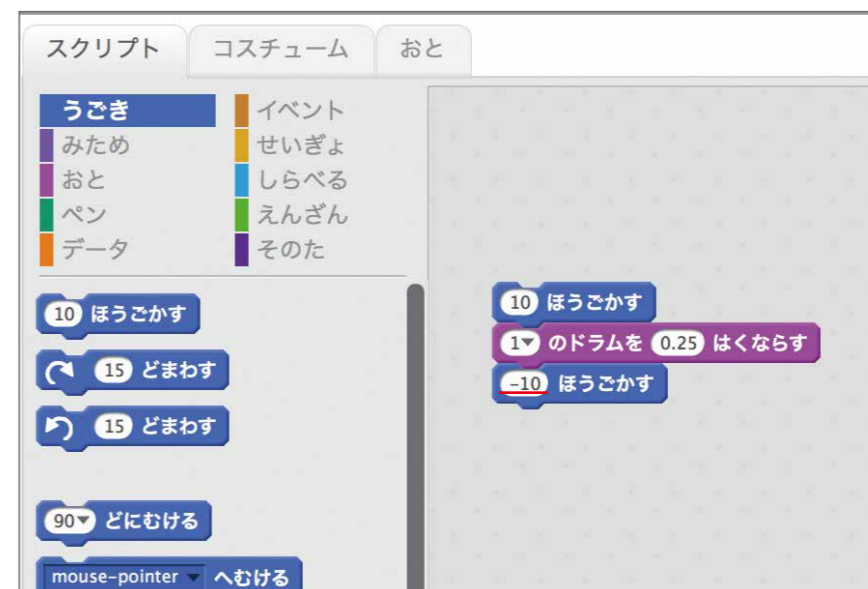 スクリプト コスチューム おと
うごき イベント
みため せいぎょ
おと しらべる
ペン えんざん
データ そのた
10 ほうごかす
15 どまわす
15 どまわす
90 どにむける
mouse-pointer へむける
10 ほうごかす
1 のドラムを 0.25 はくならす
-10 ほうごかす